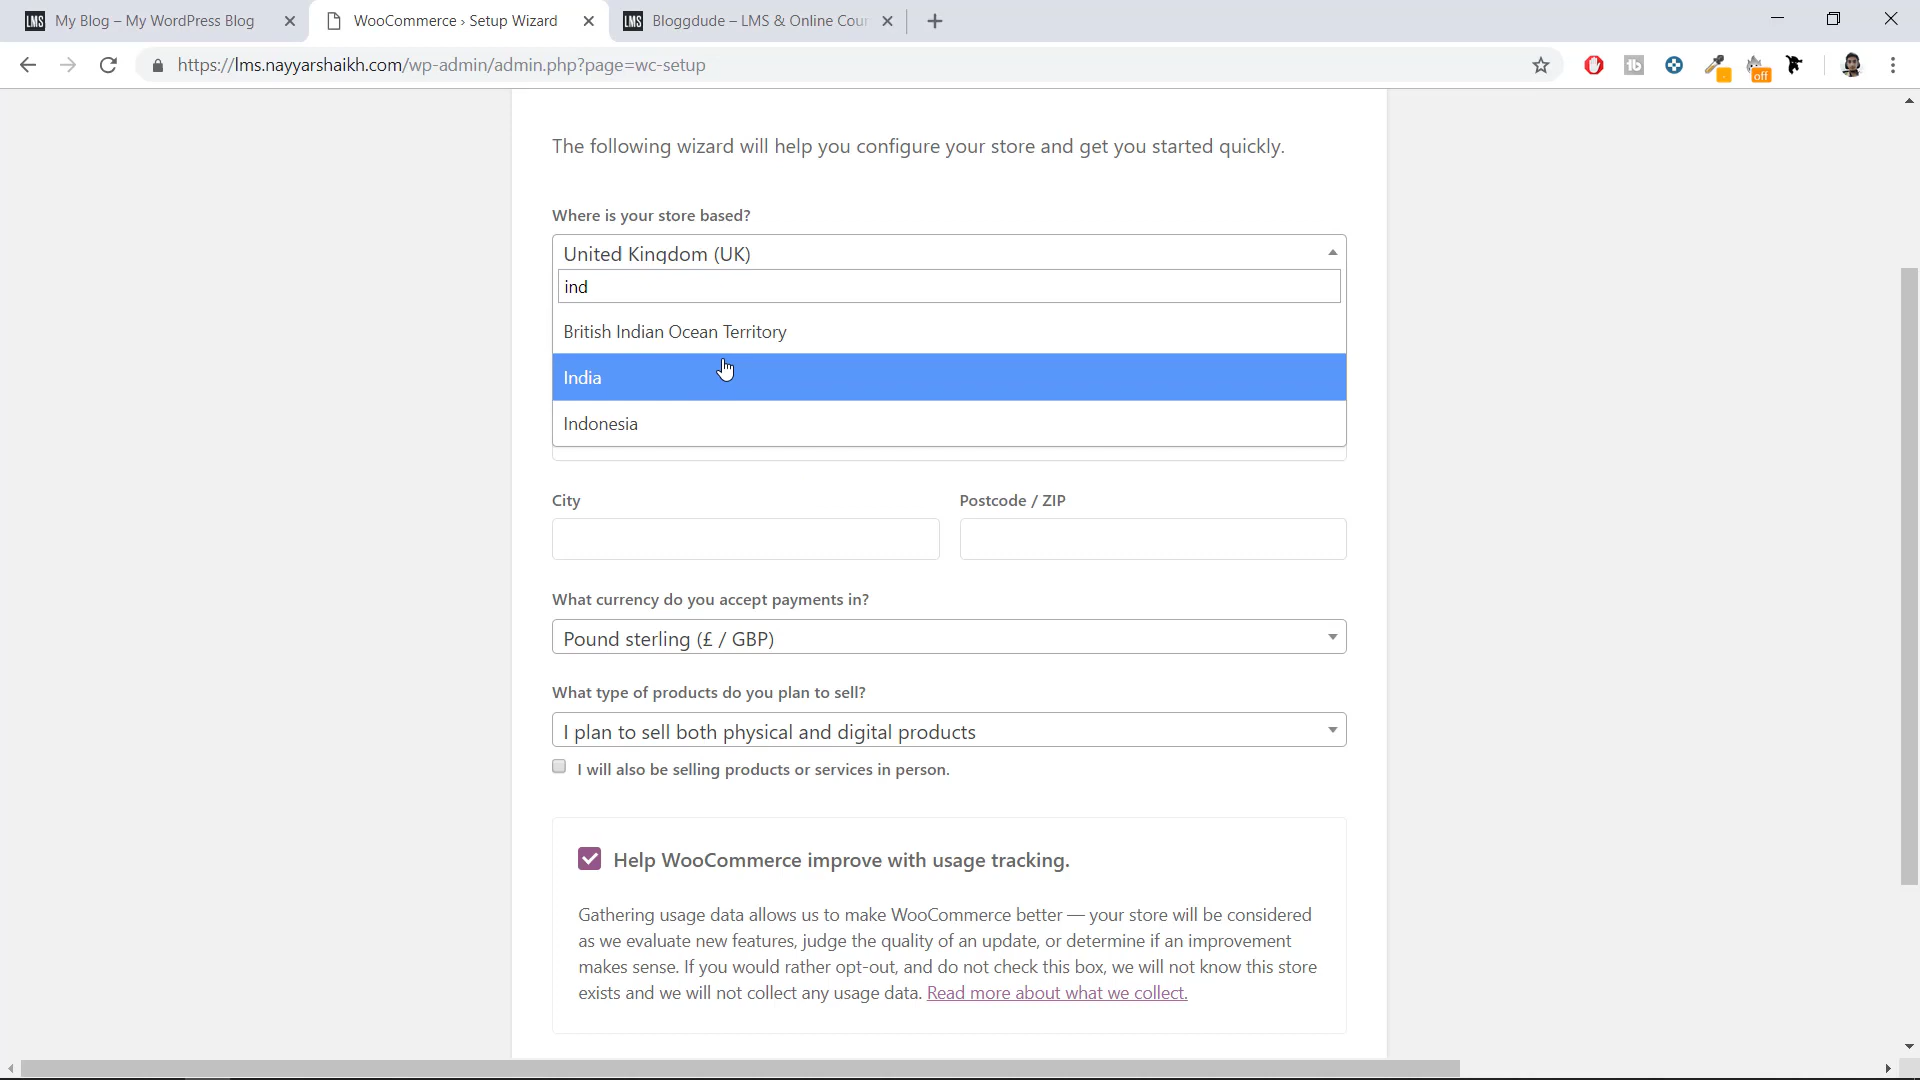 LMS My Blog – My WordPress Blog
WooCommerce › Setup Wizard
LMS Bloggdude – LMS & Online Cour
https://lms.nayyarshaikh.com/wp-admin/admin.php?page=wc-setup
off
The following wizard will help you configure your store and get you started quickly.
Where is your store based?
United Kingdom (UK)
ind
British Indian Ocean Territory
India
Indonesia
City
Postcode / ZIP
What currency do you accept payments in?
Pound sterling (£ / GBP)
What type of products do you plan to sell?
I plan to sell both physical and digital products
I will also be selling products or services in person.
Help WooCommerce improve with usage tracking.
Gathering usage data allows us to make WooCommerce better — your store will be considered
as we evaluate new features, judge the quality of an update, or determine if an improvement
makes sense. If you would rather opt-out, and do not check this box, we will not know this store
exists and we will not collect any usage data. Read more about what we collect.